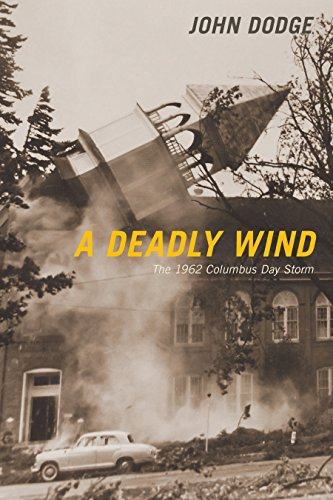 JOHN DODGE
A DEADLY WIND
The 1962 Columbus Day Storm